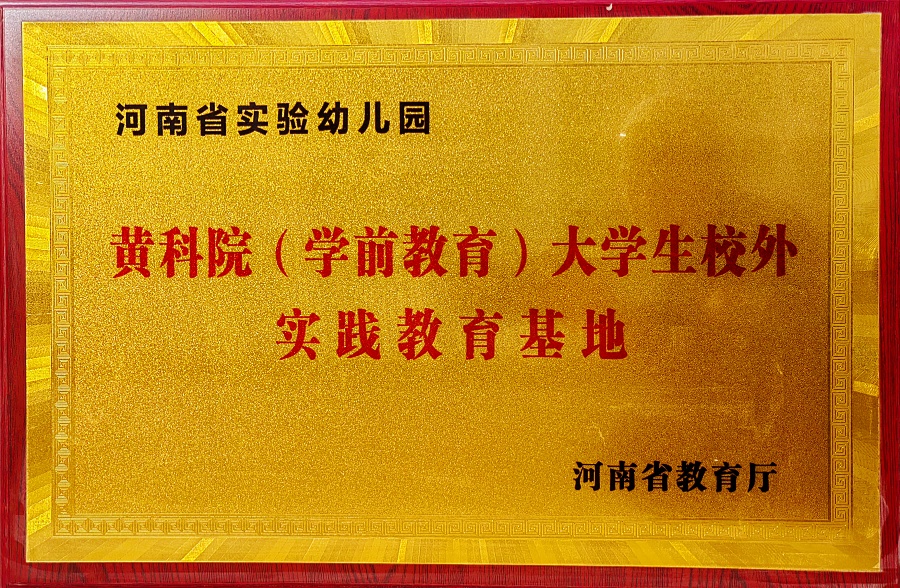 河南省实验幼儿园
黄科院（学前教育）大学生校外
实践教育基地
河南省教育厅